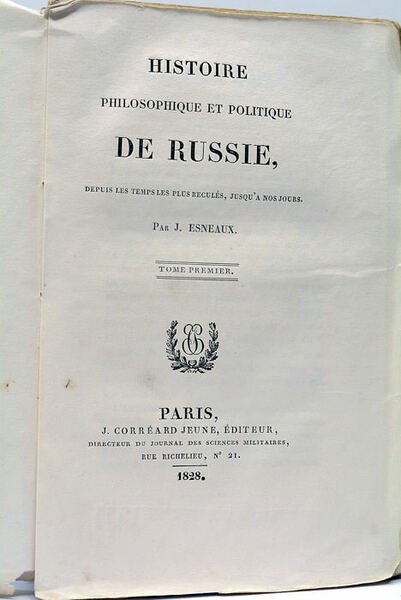 HISTOIRE
PHILOSOPHIQUE ET POLITIQUE
DE RUSSIE,
DEPUIS LES TEMPS LES PLUS RECULÉS, JUSQU'A NOS JOURS.
PAR J. ESNEAUX.
TOME PREMIER.
PARIS,
J. CORRÉARD JEUNE, ÉDITEUR,
DIRECTEUR DU JOURNAL DES SCIENCES MILITAIRES,
RUE RICHELIEU, N° 21.
1828.